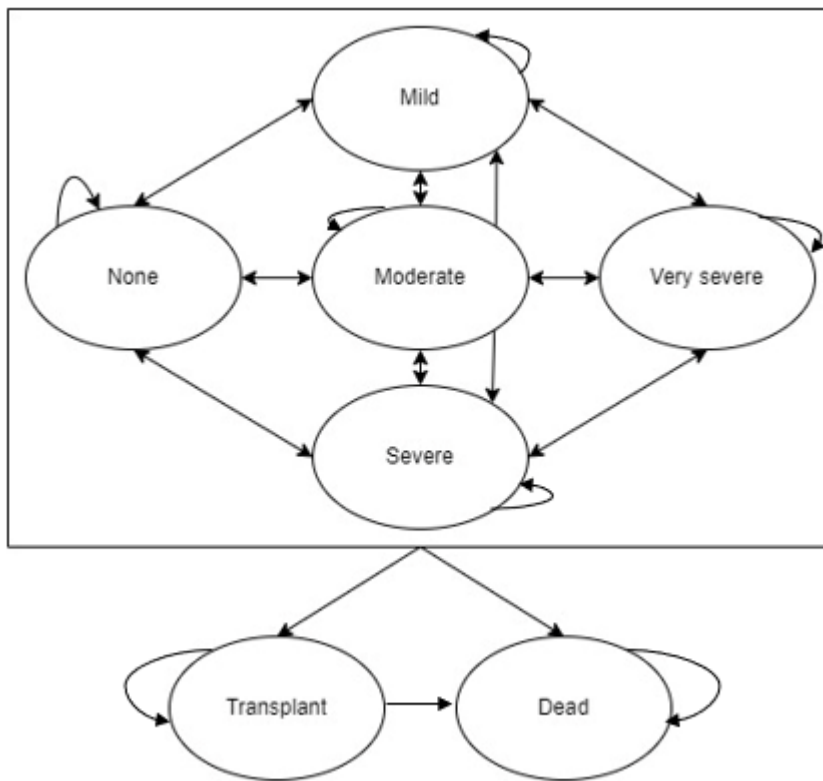 Mild
None
Moderate
Very severe
Severe
Transplant
Dead